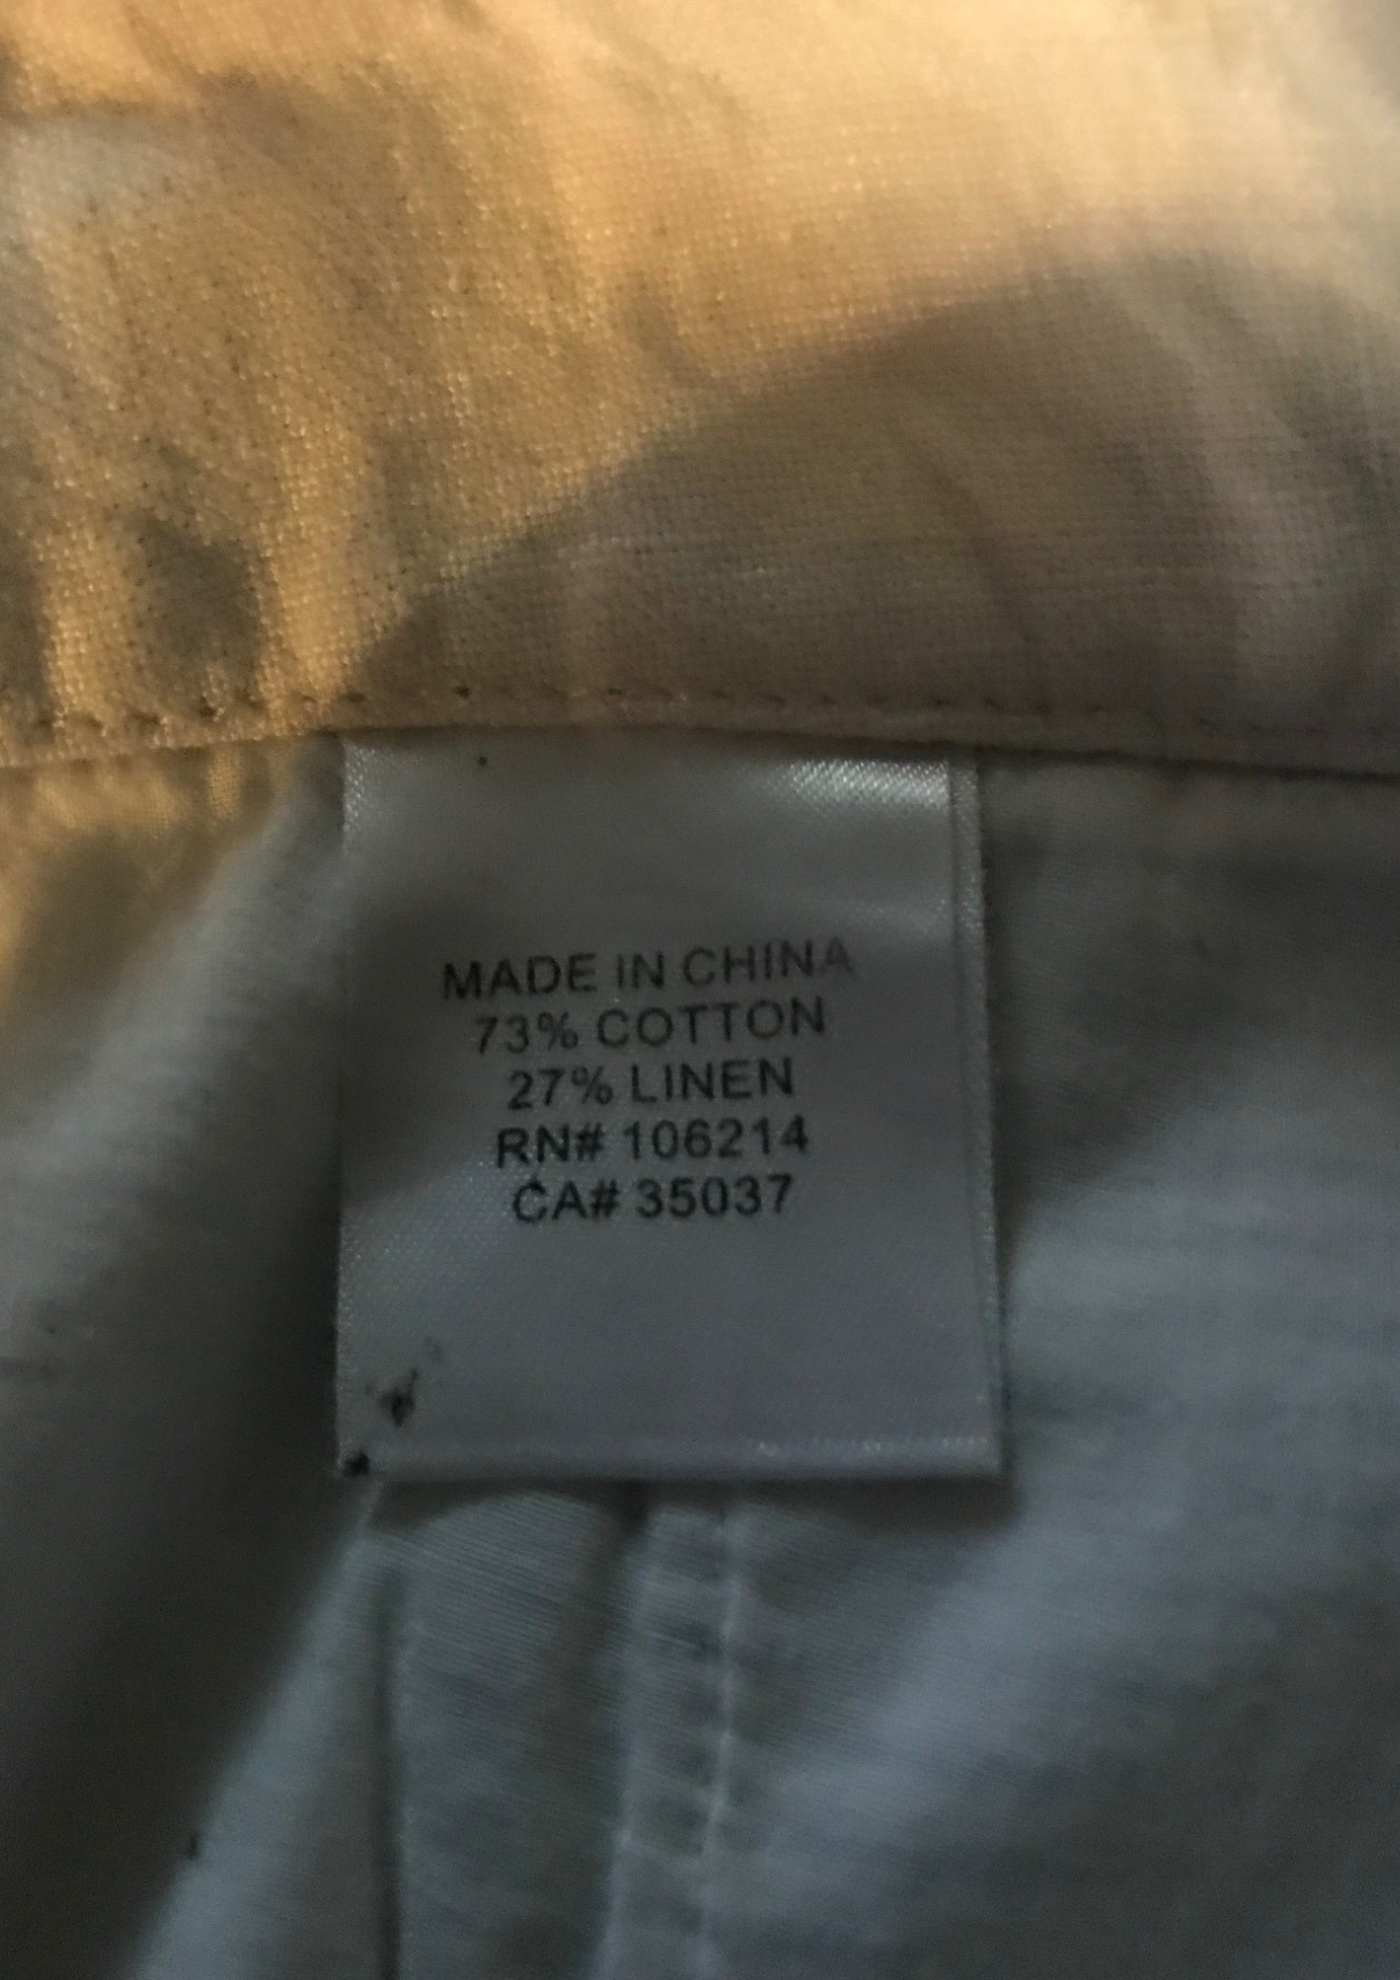 MADE IN CHINA
73% COTTON
27% LINEN
RN# 106214
CA# 35037